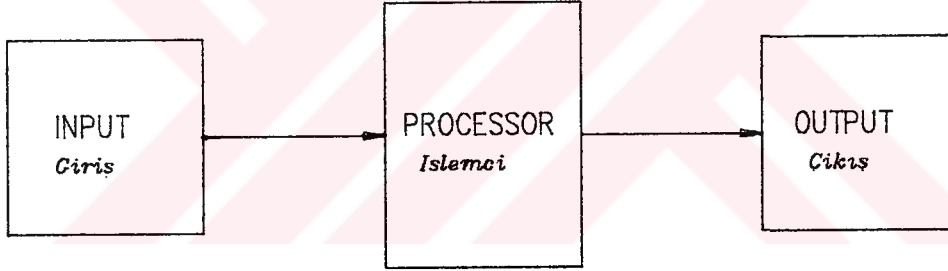 INPUT
Giriş
PROCESSOR
Islemci
OUTPUT
Çikış